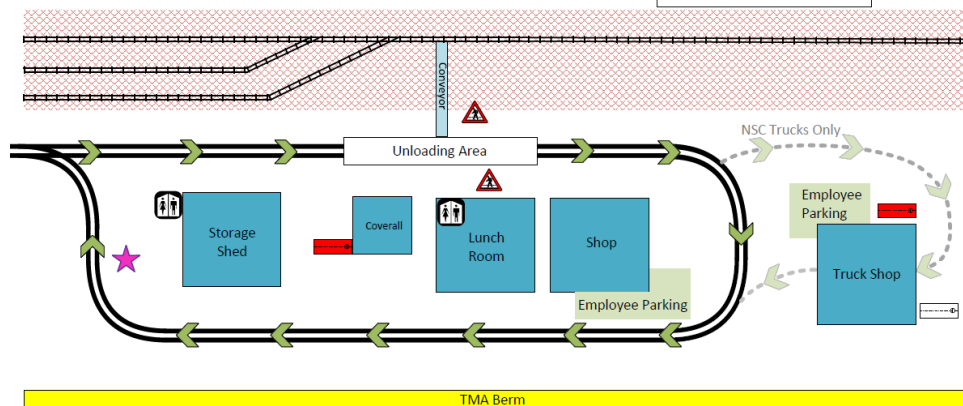 Conveyor
NSC Trucks Only
Unloading Area
Employee
Parking
Storage
Shed
Coverall
Lunch
Room
Shop
Truck Shop
Employee Parking
TMA Berm